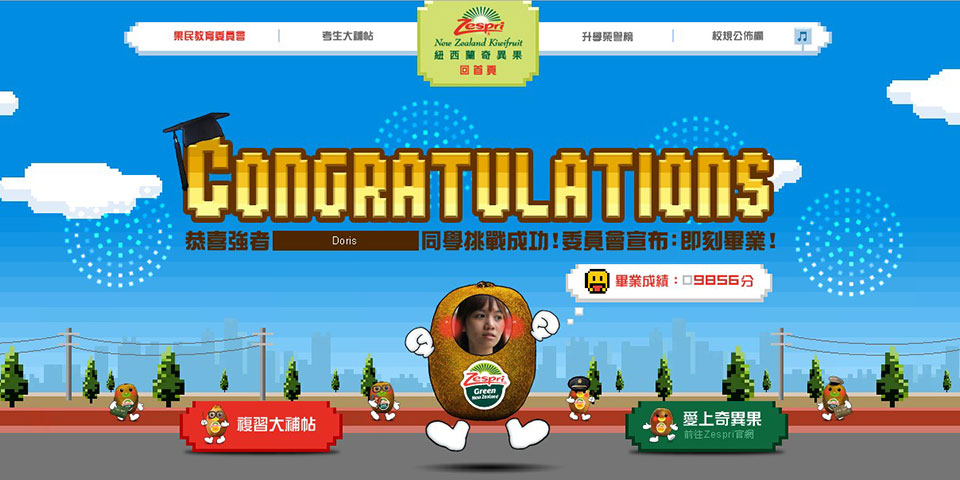 果民教育委員會
考生大補帖
Zespri
New Zealand Kiwifruit
紐西蘭奇異果
回首頁
升學榮譽榜
校規公佈欄
CONGRATULATIONS
恭喜強者 Doris 同學挑戰成功!委員會宣布:即刻畢業!
畢業成績:□9856分
Zespri
Green
New Zealand
複習大補帖
愛上奇異果
前往Zespri官網